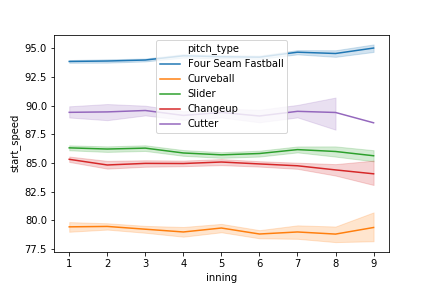 95.0
92.5
90.0
87.5
85.0
82.5
80.0
77.5
start_speed
pitch_type
Four Seam Fastball
Curveball
Slider
Changeup
Cutter
1 2 3 4 5 6 7 8 9
inning